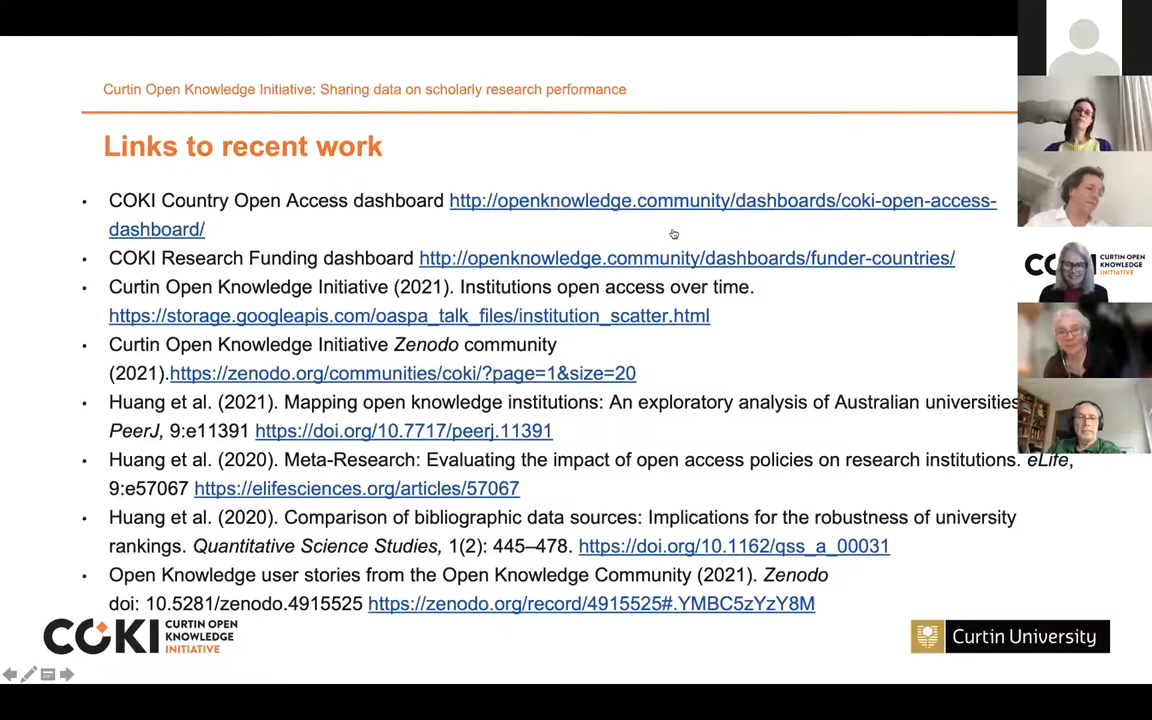 Curtin Open Knowledge Initiative: Sharing data on scholarly research performance
Links to recent work
• COKI Country Open Access dashboard http://openknowledge.community/dashboards/coki-open-access-
dashboard/
• COKI Research Funding dashboard http://openknowledge.community/dashboards/funder-countries/
• Curtin Open Knowledge Initiative (2021). Institutions open access over time.
https://storage.googleapis.com/oaspa_talk_files/institution_scatter.html
• Curtin Open Knowledge Initiative Zenodo community
(2021).https://zenodo.org/communities/coki/?page=1&size=20
• Huang et al. (2021). Mapping open knowledge institutions: An exploratory analysis of Australian universities
PeerJ, 9:e11391 https://doi.org/10.7717/peerj.11391
• Huang et al. (2020). Meta-Research: Evaluating the impact of open access policies on research institutions. eLife,
9:e57067 https://elifesciences.org/articles/57067
• Huang et al. (2020). Comparison of bibliographic data sources: Implications for the robustness of university
rankings. Quantitative Science Studies, 1(2): 445–478. https://doi.org/10.1162/qss_a_00031
• Open Knowledge user stories from the Open Knowledge Community (2021). Zenodo
doi: 10.5281/zenodo.4915525 https://zenodo.org/record/4915525#.YMBC5zYzY8M
COKI CURTIN OPEN
KNOWLEDGE
INITIATIVE
Curtin University
CURTIN OPEN
KNOWLEDGE
INITIATIVE